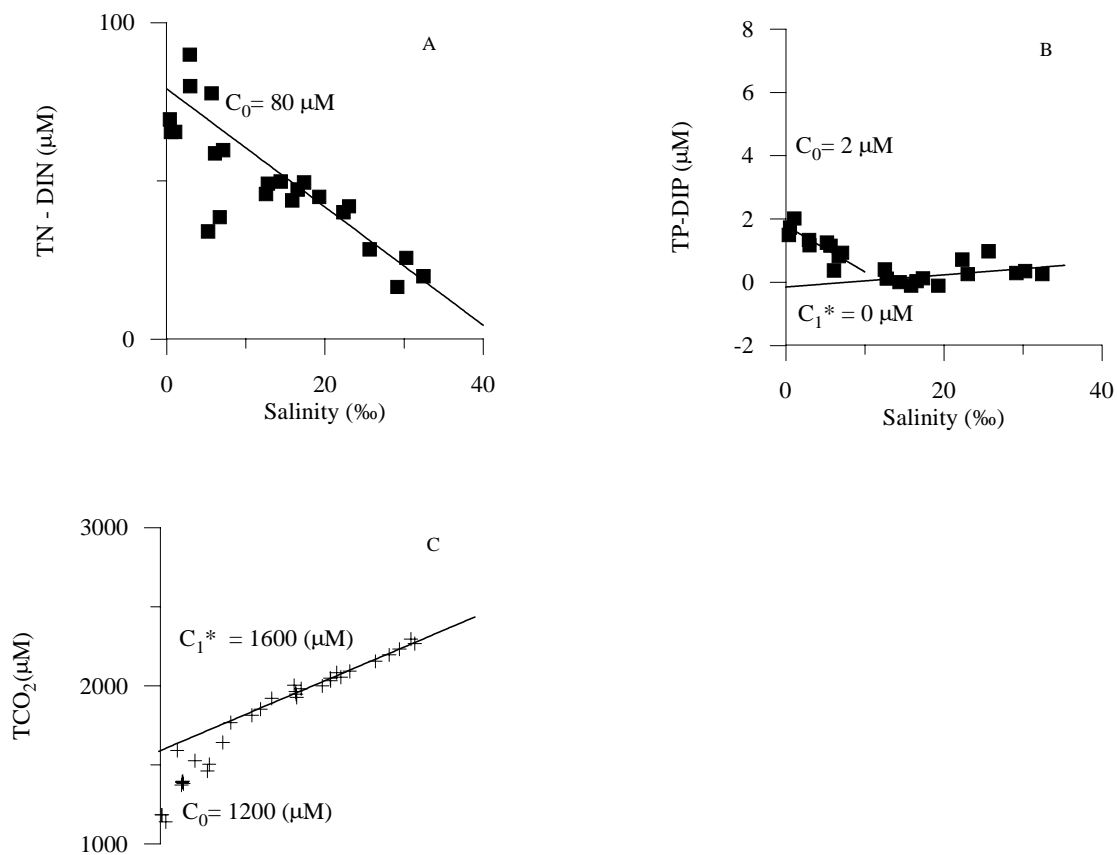 100
A
C₀= 80 μM
TN - DIN (μM)
0
0 20 40
Salinity (‰)
8
B
6
C₀= 2 μM
4
TP-DIP (μM)
2
0
C₁* = 0 μM
-2
0 20 40
Salinity (‰)
3000
C
C₁* = 1600 (μM)
2000
TCO₂(μM)
C₀= 1200 (μM)
1000